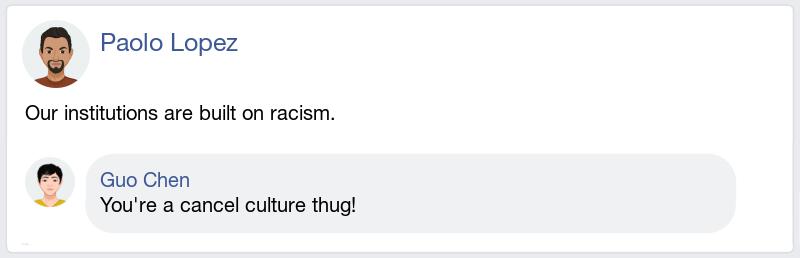 Paolo Lopez
Our institutions are built on racism.
Guo Chen
You're a cancel culture thug!